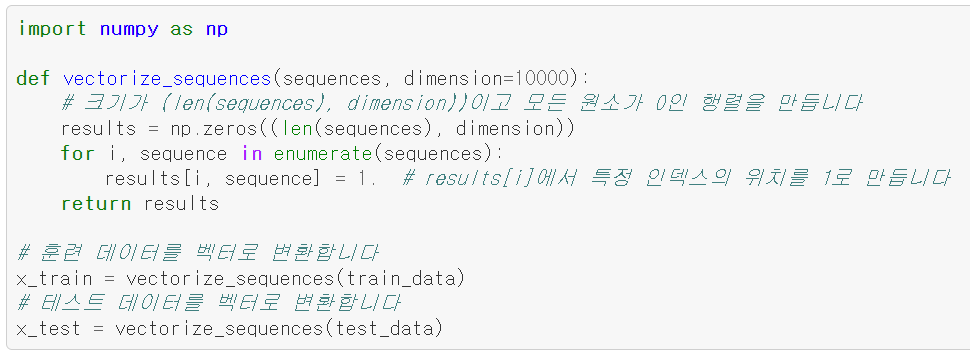 import numpy as np
def vectorize_sequences(sequences, dimension=10000):
# 크기가 (len(sequences), dimension))이고 모든 원소가 0인 행렬을 만듭니다
results = np.zeros((len(sequences), dimension))
for i, sequence in enumerate(sequences):
results[i, sequence] = 1. # results[i]에서 특정 인덱스의 위치를 1로 만듭니다
return results
# 훈련 데이터를 벡터로 변환합니다
x_train = vectorize_sequences(train_data)
# 테스트 데이터를 벡터로 변환합니다
x_test = vectorize_sequences(test_data)